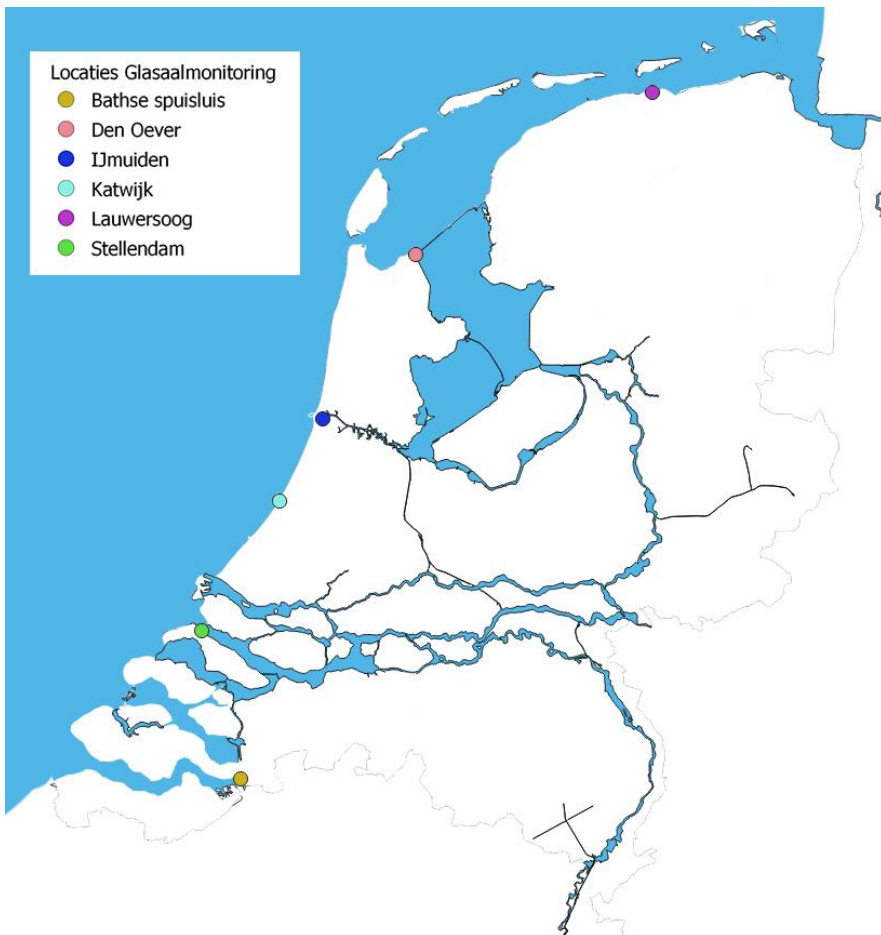 Locaties Glasaalmonitoring
Bathse spuisluis
Den Oever
IJmuiden
Katwijk
Lauwersoog
Stellendam